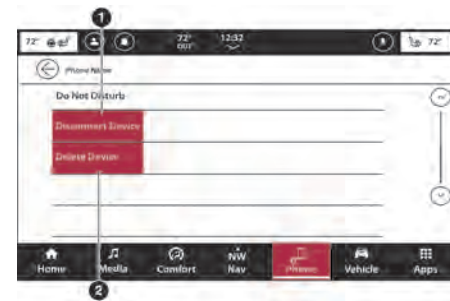 1
72° 72° 12:32 72°
OUT
Phone Name
Do Not Disturb
Disconnect Device
Delete Device
Home Media Comfort NW Nav Phone Vehicle Apps
2